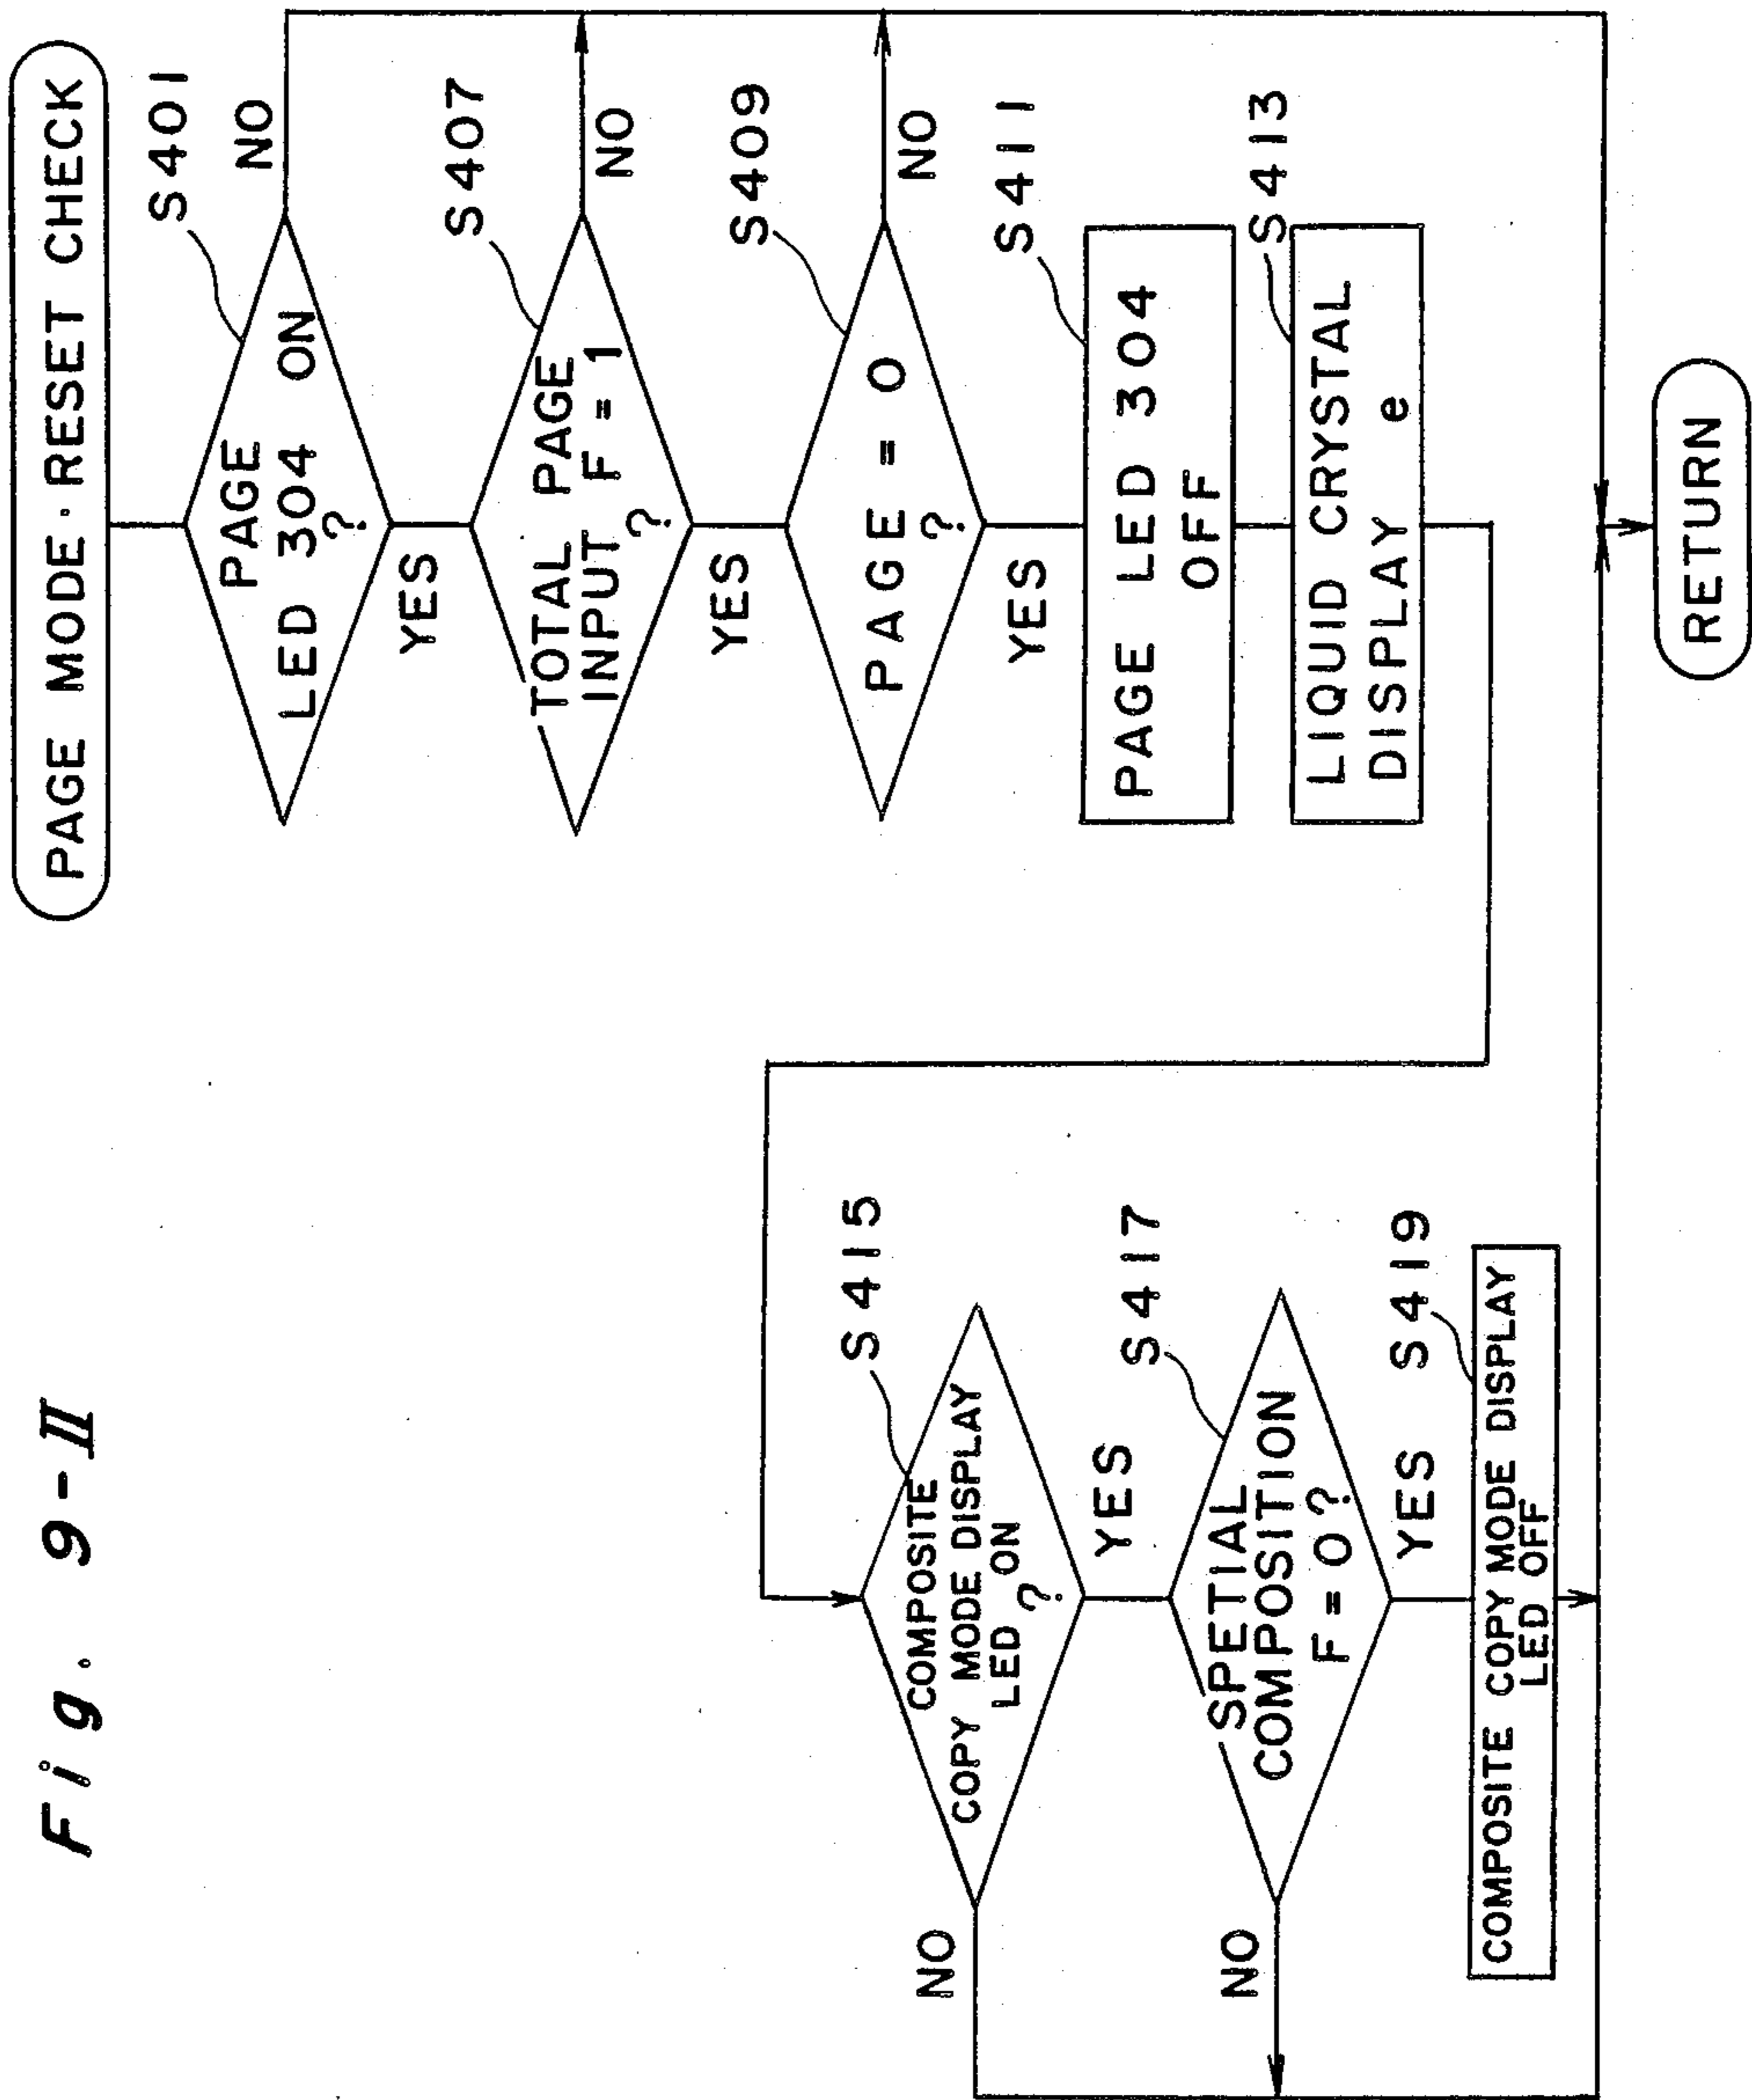 Fig. 9-II
PAGE MODE·RESET CHECK
S401
PAGE
LED 304 ON
?
NO
YES
S407
TOTAL PAGE
INPUT F=1
?
NO
YES
S409
PAGE=0
?
NO
YES
S411
PAGE LED 304
OFF
S413
LIQUID CRYSTAL
DISPLAY e
S415
COMPOSITE
COPY MODE DISPLAY
LED ON
?
NO
YES
S417
SPETIAL
COMPOSITION
F=0?
NO
YES
S419
COMPOSITE COPY MODE DISPLAY
LED OFF
RETURN